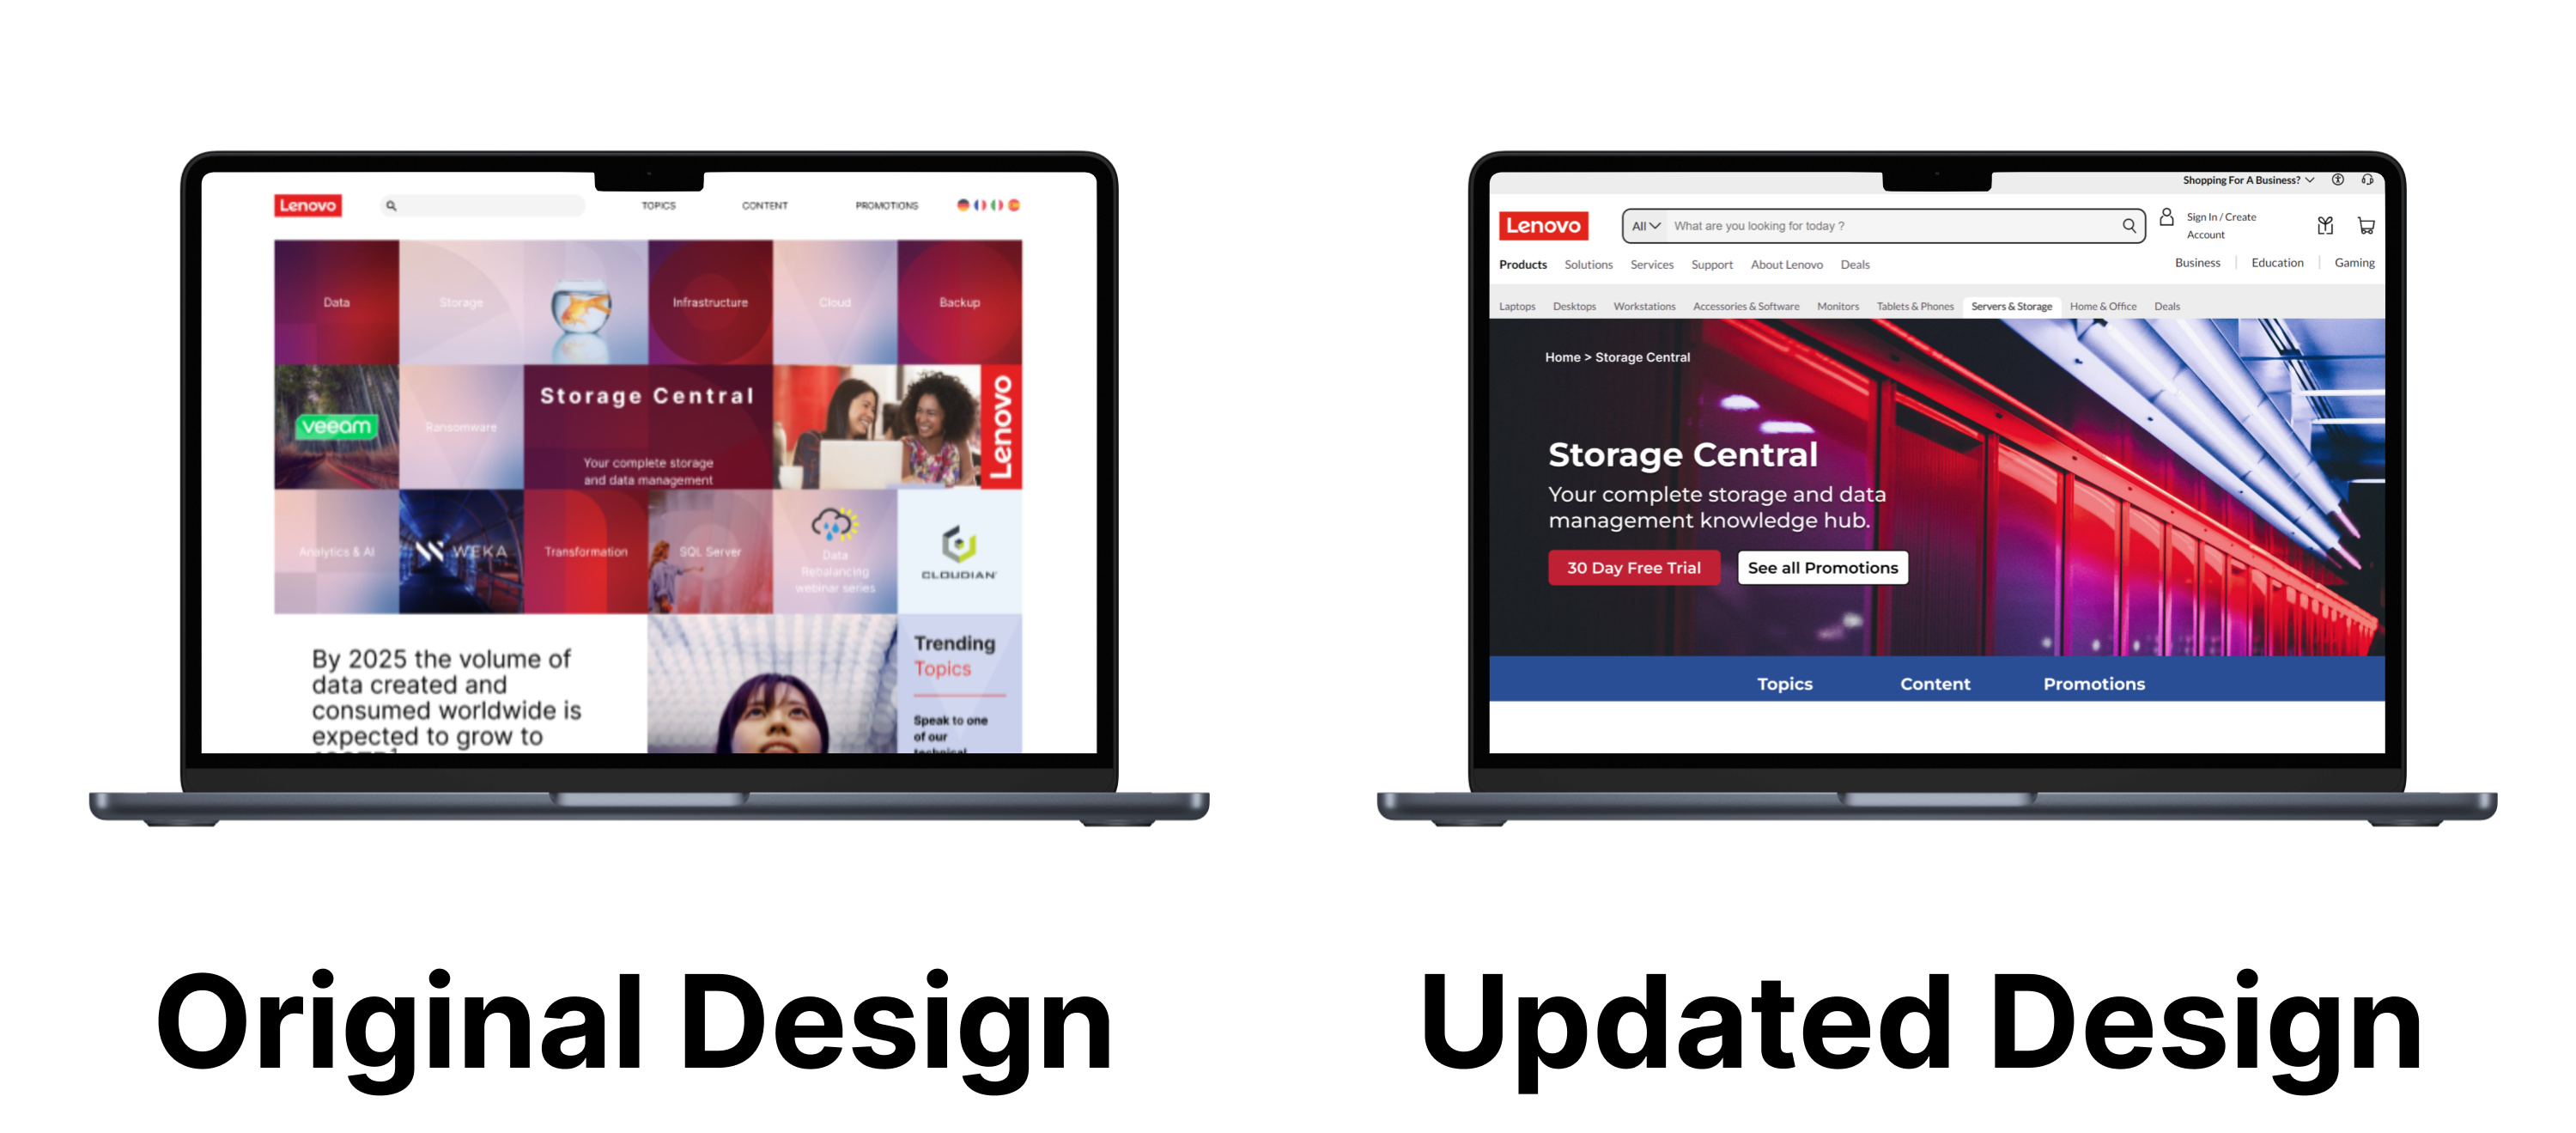 Lenovo
TOPICS
CONTENT
PROMOTIONS
Data
Storage
Infrastructure
Cloud
Backup
veeam
Ransomware
Storage Central
Your complete storage
and data management
Lenovo
Analytics & AI
WEKA
Transformation
SQL Server
Data
Rebalancing
webinar series
CLOUDIAN
By 2025 the volume of
data created and
consumed worldwide is
expected to grow to
Trending
Topics
Speak to one
of our
technical
Original Design
Shopping For A Business?
Lenovo
All
What are you looking for today ?
Sign In / Create
Account
Products
Solutions
Services
Support
About Lenovo
Deals
Business
Education
Gaming
Laptops
Desktops
Workstations
Accessories & Software
Monitors
Tablets & Phones
Servers & Storage
Home & Office
Deals
Home > Storage Central
Storage Central
Your complete storage and data
management knowledge hub.
30 Day Free Trial
See all Promotions
Topics
Content
Promotions
Updated Design